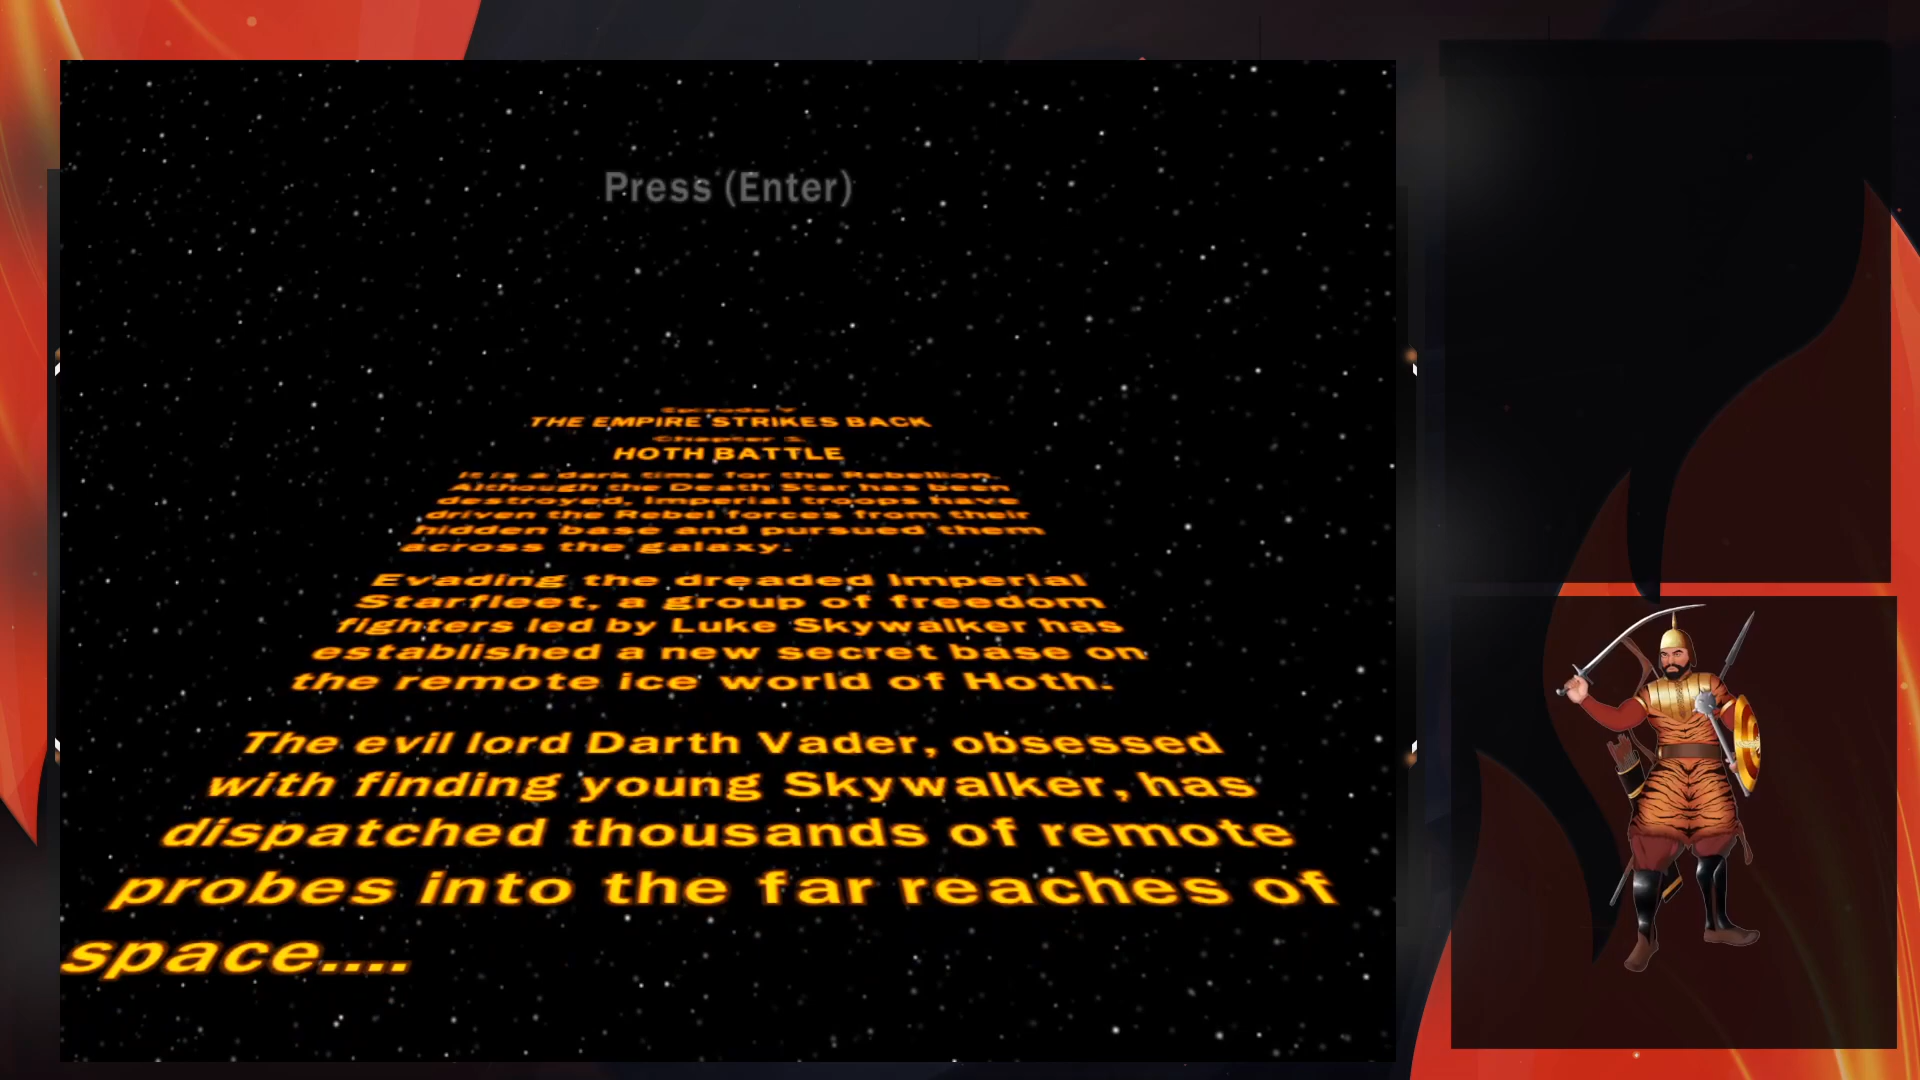 Press (Enter)
Episode V
THE EMPIRE STRIKES BACK
HOTH BATTLE
It is a dark time for the Rebellion.
Although the Death Star has been
destroyed, Imperial troops have
driven the Rebel forces from their
hidden base and pursued them
across the galaxy.
Evading the dreaded Imperial
Starfleet, a group of freedom
fighters led by Luke Skywalker has
established a new secret base on
the remote ice world of Hoth.
The evil lord Darth Vader, obsessed
with finding young Skywalker, has
dispatched thousands of remote
probes into the far reaches of
space....